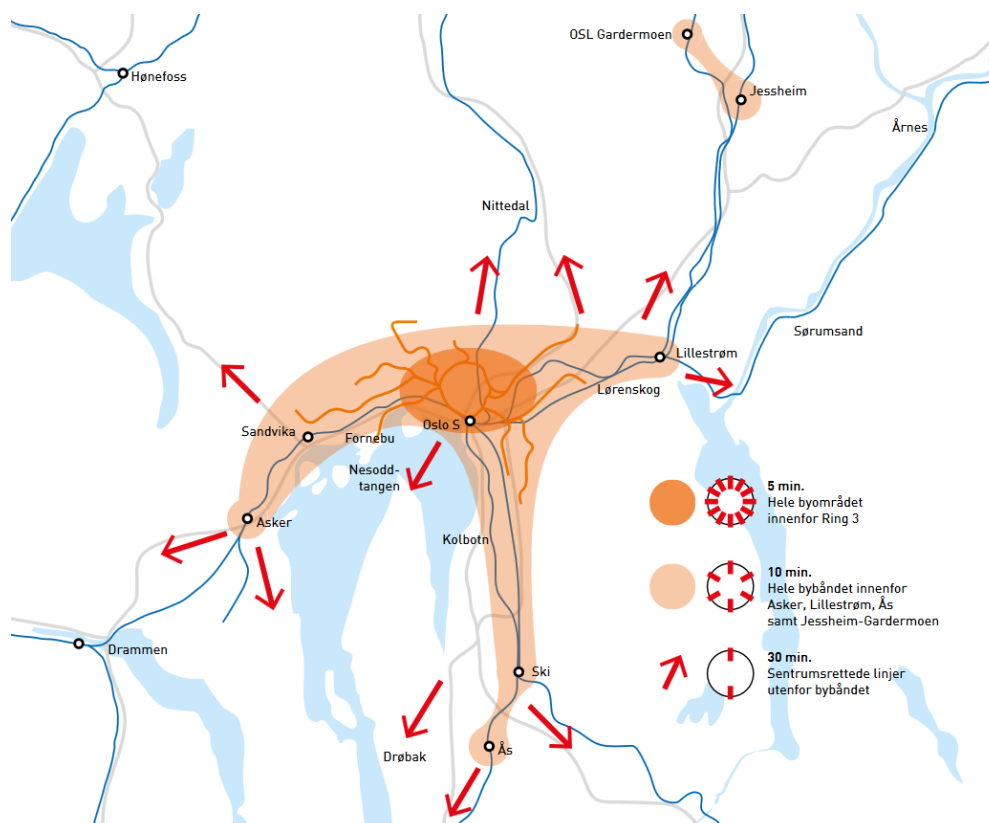 OSL Gardermoen
Hønefoss
Jessheim
Årnes
Nittedal
Sørumsand
Lillestrøm
Lørenskog
Oslo S
Sandvika
Fornebu
Nesodd-
tangen
Asker
Kolbotn
Drammen
Ski
Drøbak
Ås
5 min.
Hele byområdet
innenfor Ring 3
10 min.
Hele bybåndet innenfor
Asker, Lillestrøm, Ås
samt Jessheim-Gardermoen
30 min.
Sentrumsrettede linjer
utenfor bybåndet